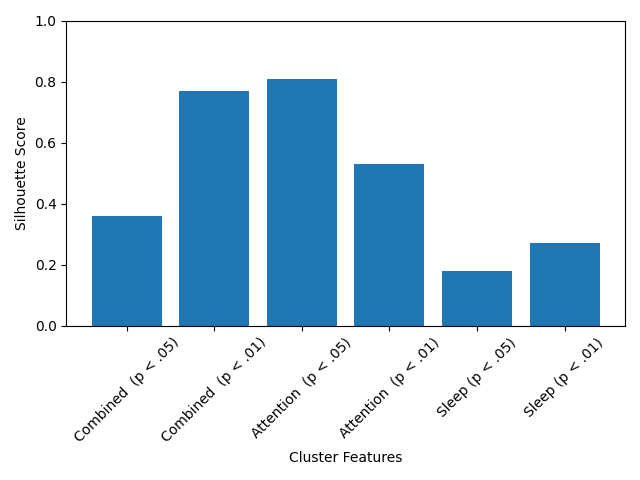 1.0
0.8
0.6
0.4
0.2
0.0
Silhouette Score
Combined  (p < .05)
Combined  (p < .01)
Attention  (p < .05)
Attention  (p < .01)
Sleep (p < .05)
Sleep (p < .01)
Cluster Features